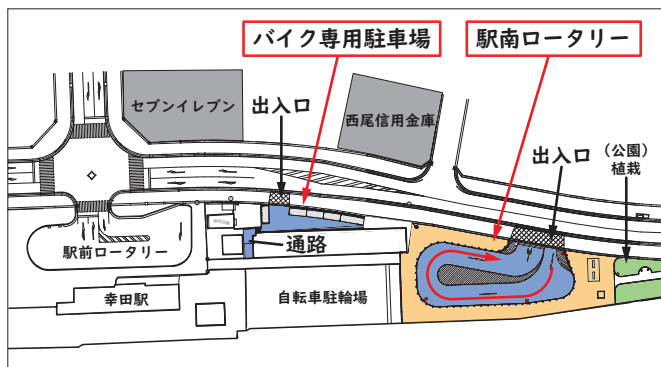 バイク専用駐車場
駅南ロータリー
セブンイレブン
出入口
西尾信用金庫
出入口
（公園）
植栽
通路
駅前ロータリー
幸田駅
自転車駐輪場